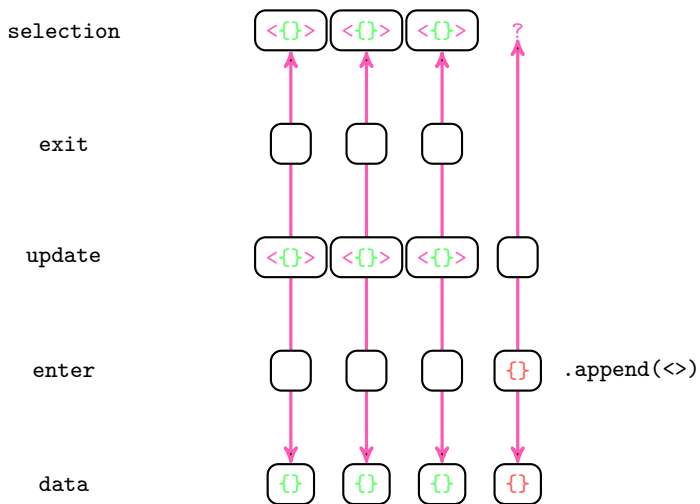 selection <{}> <{}> <{}> ?
exit
update <{}> <{}> <{}>
enter {} .append(<>)
data {} {} {} {}